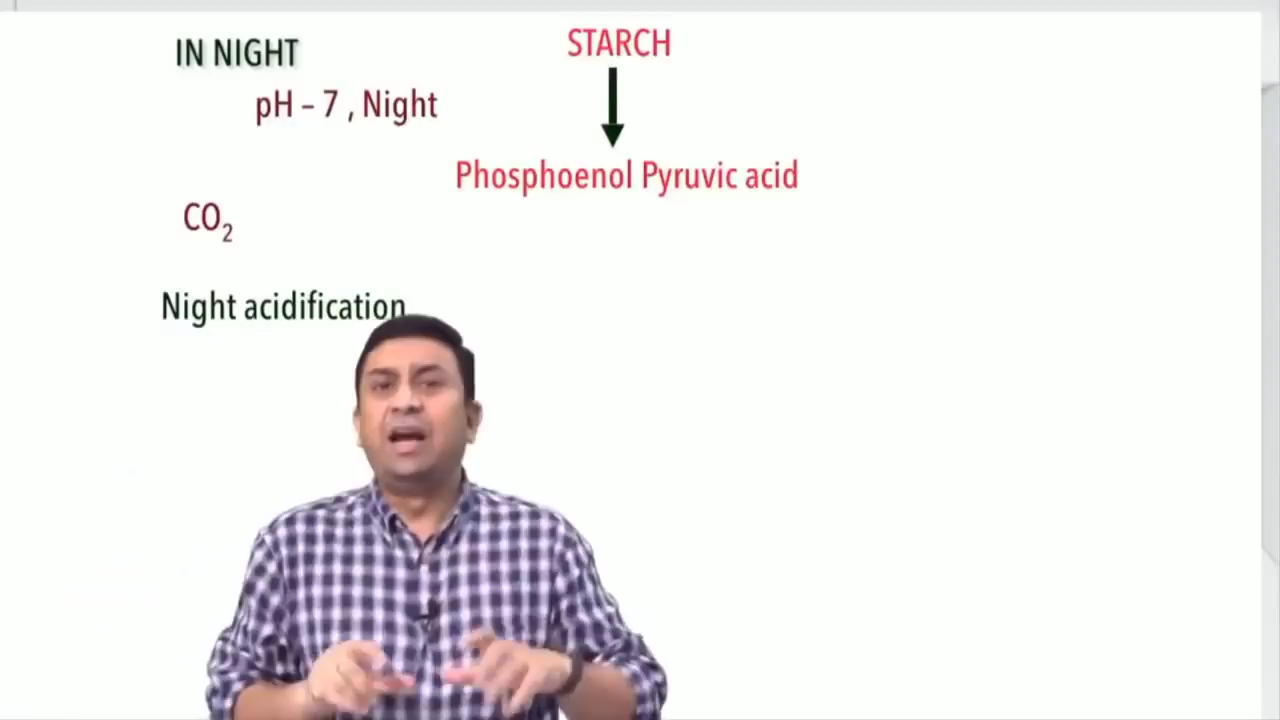 IN NIGHT
STARCH
pH – 7 , Night
Phosphoenol Pyruvic acid
CO₂
Night acidification